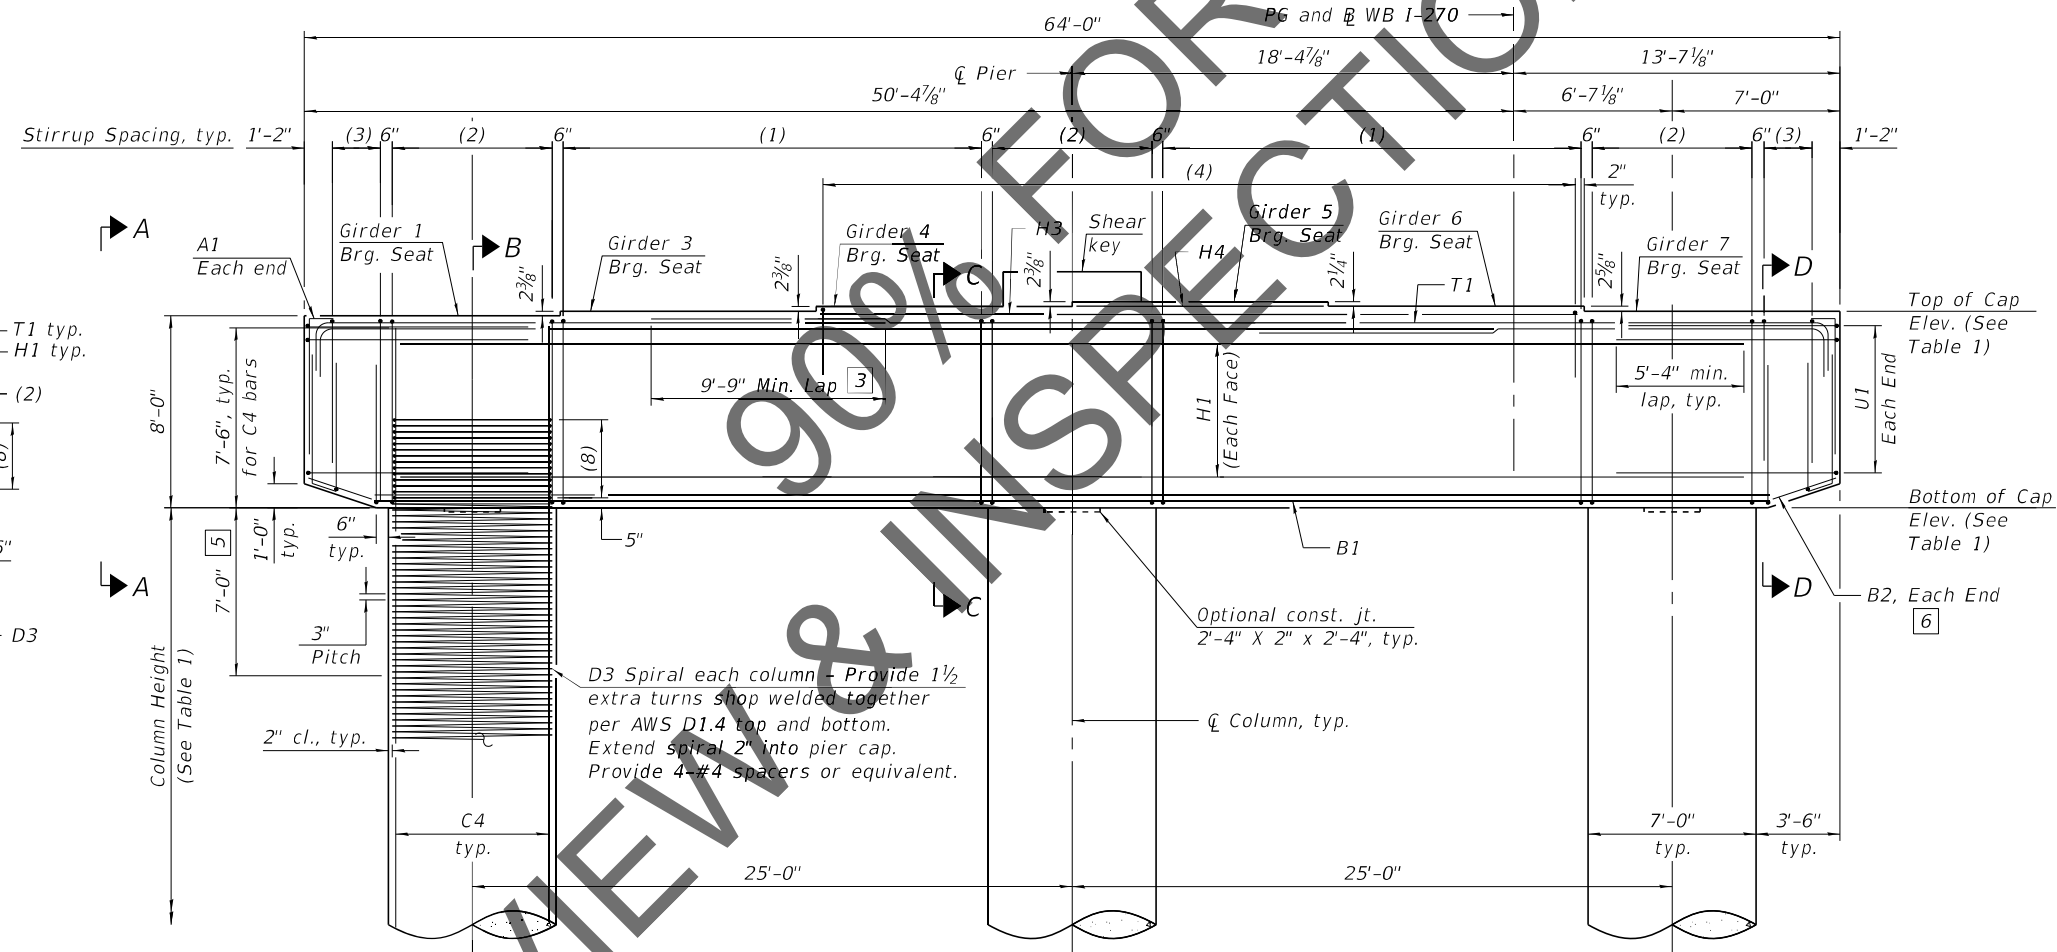 PG and ℄ WB I-270
64'-0"
18'-4⅞"
13'-7⅛"
℄ Pier
50'-4⅞"
6'-7⅛"
7'-0"
Stirrup Spacing, typ.
1'-2"
(3)
6"
(2)
6"
(1)
6"
(2)
6"
(1)
6"
(2)
6"
(3)
1'-2"
(4)
2"
typ.
A
A1
Each end
Girder 1
Brg. Seat
B
2⅜"
Girder 3
Brg. Seat
2⅜"
Girder 4
Brg. Seat
C
H3
2⅜"
Shear
key
H4
Girder 5
Brg. Seat
2¼"
Girder 6
Brg. Seat
T1
2⅝"
Girder 7
Brg. Seat
D
Top of Cap
Elev. (See
Table 1)
T1 typ.
H1 typ.
(2)
8'-0"
7'-6", typ.
for C4 bars
9'-9" Min. Lap
3
H1
(Each Face)
5'-4" min.
lap, typ.
U1
Each End
(8)
Bottom of Cap
Elev. (See
Table 1)
5
7'-0"
1'-0"
typ.
6"
typ.
5"
B1
A
C
D
B2, Each End
6
Optional const. jt.
2'-4" X 2" x 2'-4", typ.
D3
3"
Pitch
Column Height
(See Table 1)
D3 Spiral each column - Provide 1½
extra turns shop welded together
per AWS D1.4 top and bottom.
Extend spiral 2" into pier cap.
Provide 4-#4 spacers or equivalent.
℄ Column, typ.
2" cl., typ.
C4
typ.
7'-0"
typ.
3'-6"
typ.
25'-0"
25'-0"
90% FOR
VIEW & INSPECTION